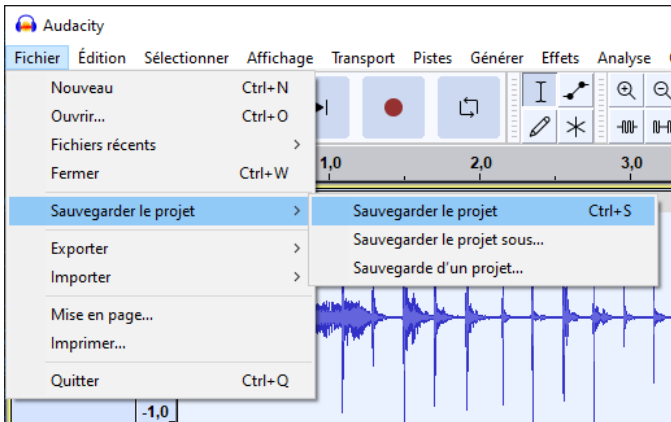 Audacity
Fichier Édition Sélectionner Affichage Transport Pistes Générer Effets Analyse
Nouveau Ctrl+N
Ouvrir... Ctrl+O
Fichiers récents
Fermer Ctrl+W
1,0 2,0 3,0
Sauvegarder le projet
Sauvegarder le projet Ctrl+S
Sauvegarder le projet sous...
Sauvegarde d'un projet...
Exporter
Importer
Mise en page...
Imprimer...
Quitter Ctrl+Q
-1,0